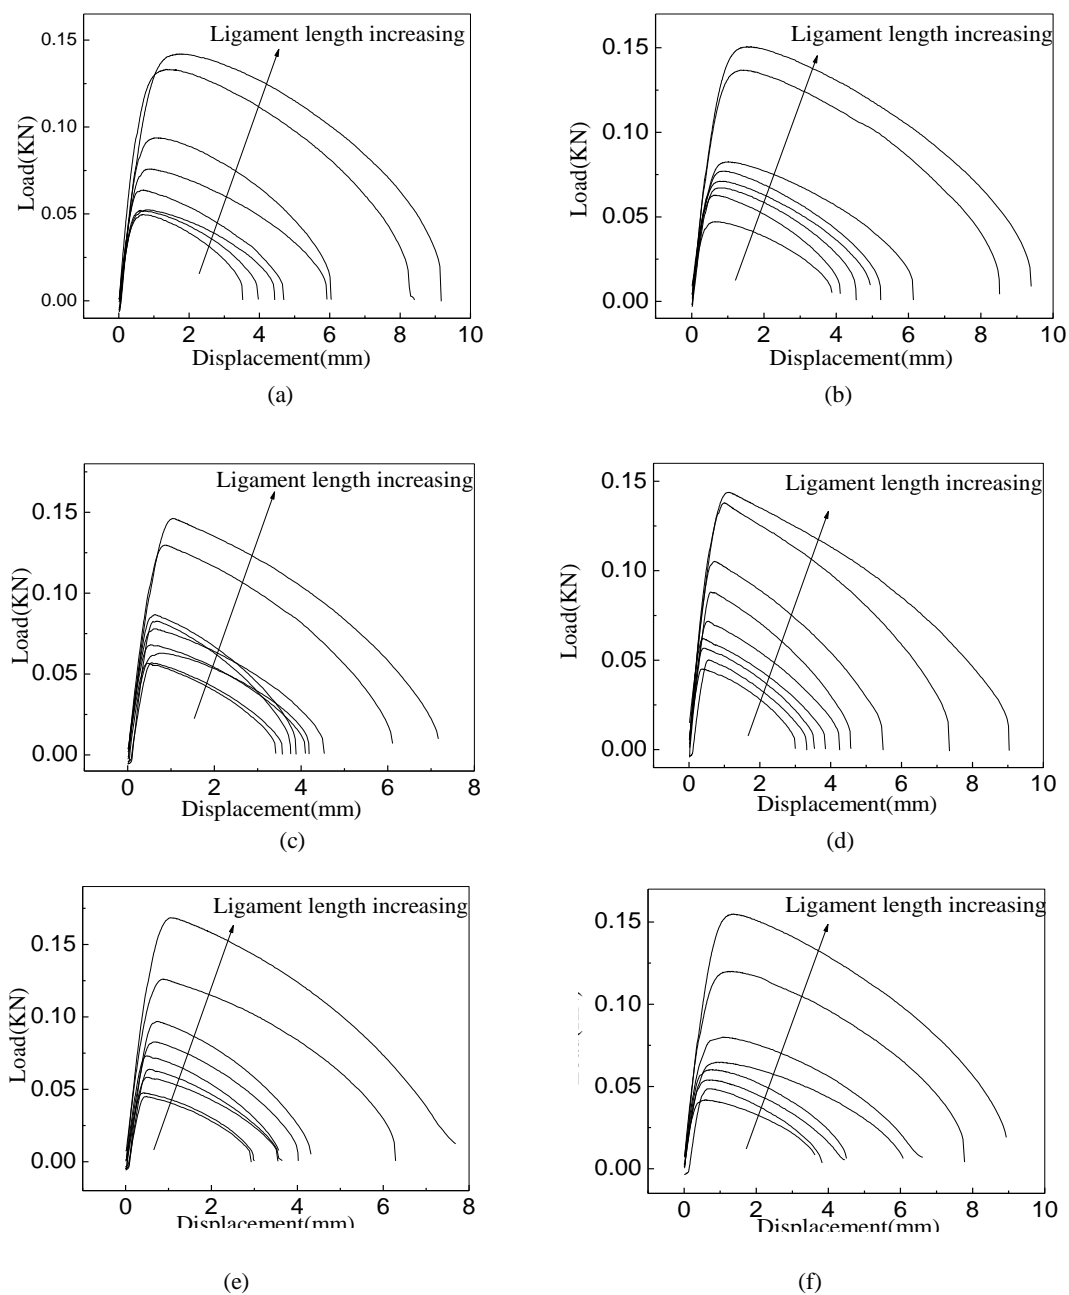 Ligament length increasing
0.15
0.10
0.05
0.00
Load(KN)
0 2 4 6 8 10
Displacement(mm)
(a)
Ligament length increasing
0.15
0.10
0.05
0.00
Load(KN)
0 2 4 6 8 10
Displacement(mm)
(b)
Ligament length increasing
0.15
0.10
0.05
0.00
Load(KN)
0 2 4 6 8
Displacement(mm)
(c)
Ligament length increasing
0.15
0.10
0.05
0.00
Load(KN)
0 2 4 6 8 10
Displacement(mm)
(d)
Ligament length increasing
0.15
0.10
0.05
0.00
Load(KN)
0 2 4 6 8
Displacement(mm)
(e)
Ligament length increasing
0.15
0.10
0.05
0.00
0 2 4 6 8 10
Displacement(mm)
(f)